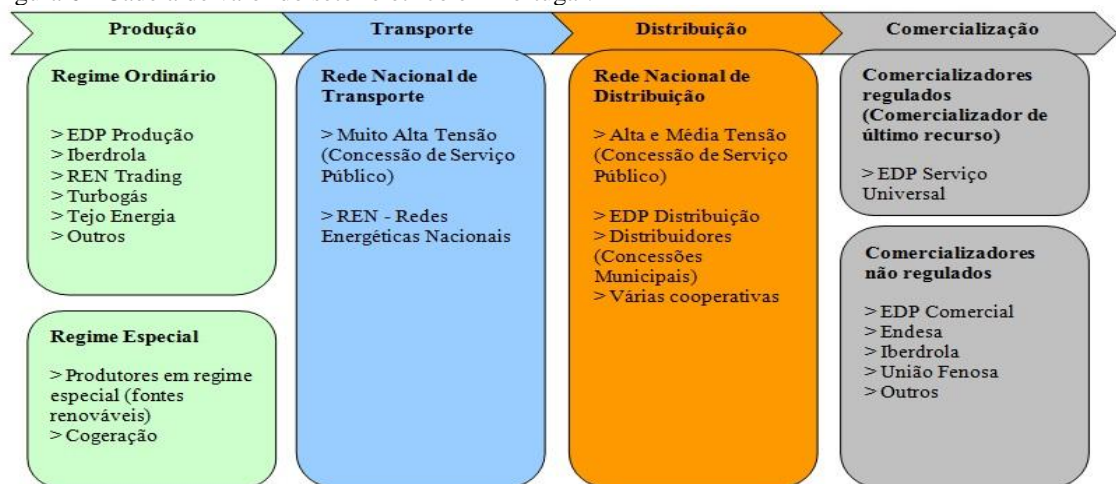 Produção
Transporte
Distribuição
Comercialização
Regime Ordinário
> EDP Produção
> Iberdrola
> REN Trading
> Turbogás
> Tejo Energia
> Outros
Regime Especial
> Produtores em regime
especial (fontes
renováveis)
> Cogeração
Rede Nacional de
Transporte
> Muito Alta Tensão
(Concessão de Serviço
Público)
> REN - Redes
Energéticas Nacionais
Rede Nacional de
Distribuição
> Alta e Média Tensão
(Concessão de Serviço
Público)
> EDP Distribuição
> Distribuidores
(Concessões
Municipais)
> Várias cooperativas
Comercializadores
regulados
(Comercializador de
último recurso)
> EDP Serviço
Universal
Comercializadores
não regulados
> EDP Comercial
> Endesa
> Iberdrola
> União Fenosa
> Outros